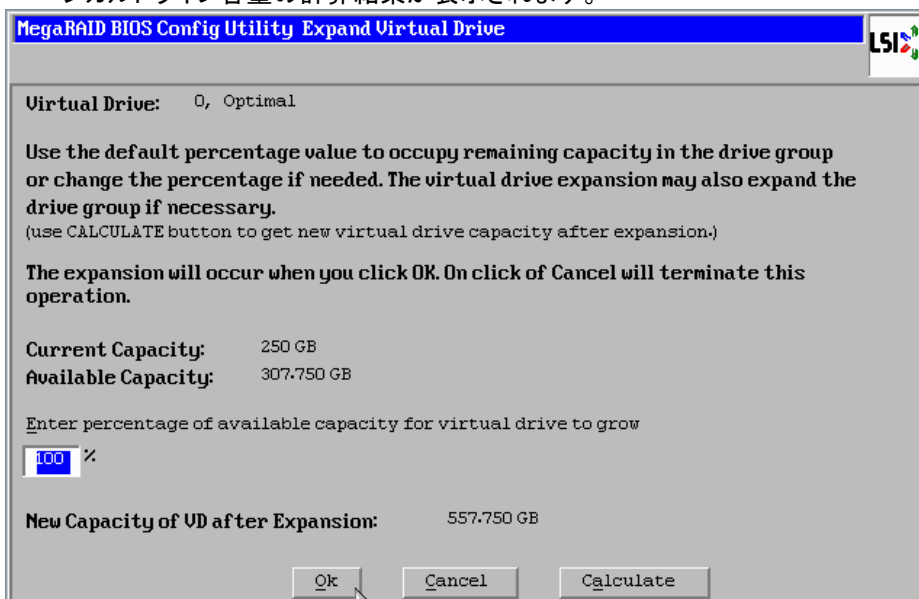 MegaRAID BIOS Config Utility Expand Virtual Drive
LSI
Virtual Drive: 0, Optimal
Use the default percentage value to occupy remaining capacity in the drive group
or change the percentage if needed. The virtual drive expansion may also expand the
drive group if necessary.
(use CALCULATE button to get new virtual drive capacity after expansion.)
The expansion will occur when you click OK. On click of Cancel will terminate this
operation.
Current Capacity: 250 GB
Available Capacity: 307.750 GB
Enter percentage of available capacity for virtual drive to grow
100 %
New Capacity of VD after Expansion: 557.750 GB
Ok Cancel Calculate